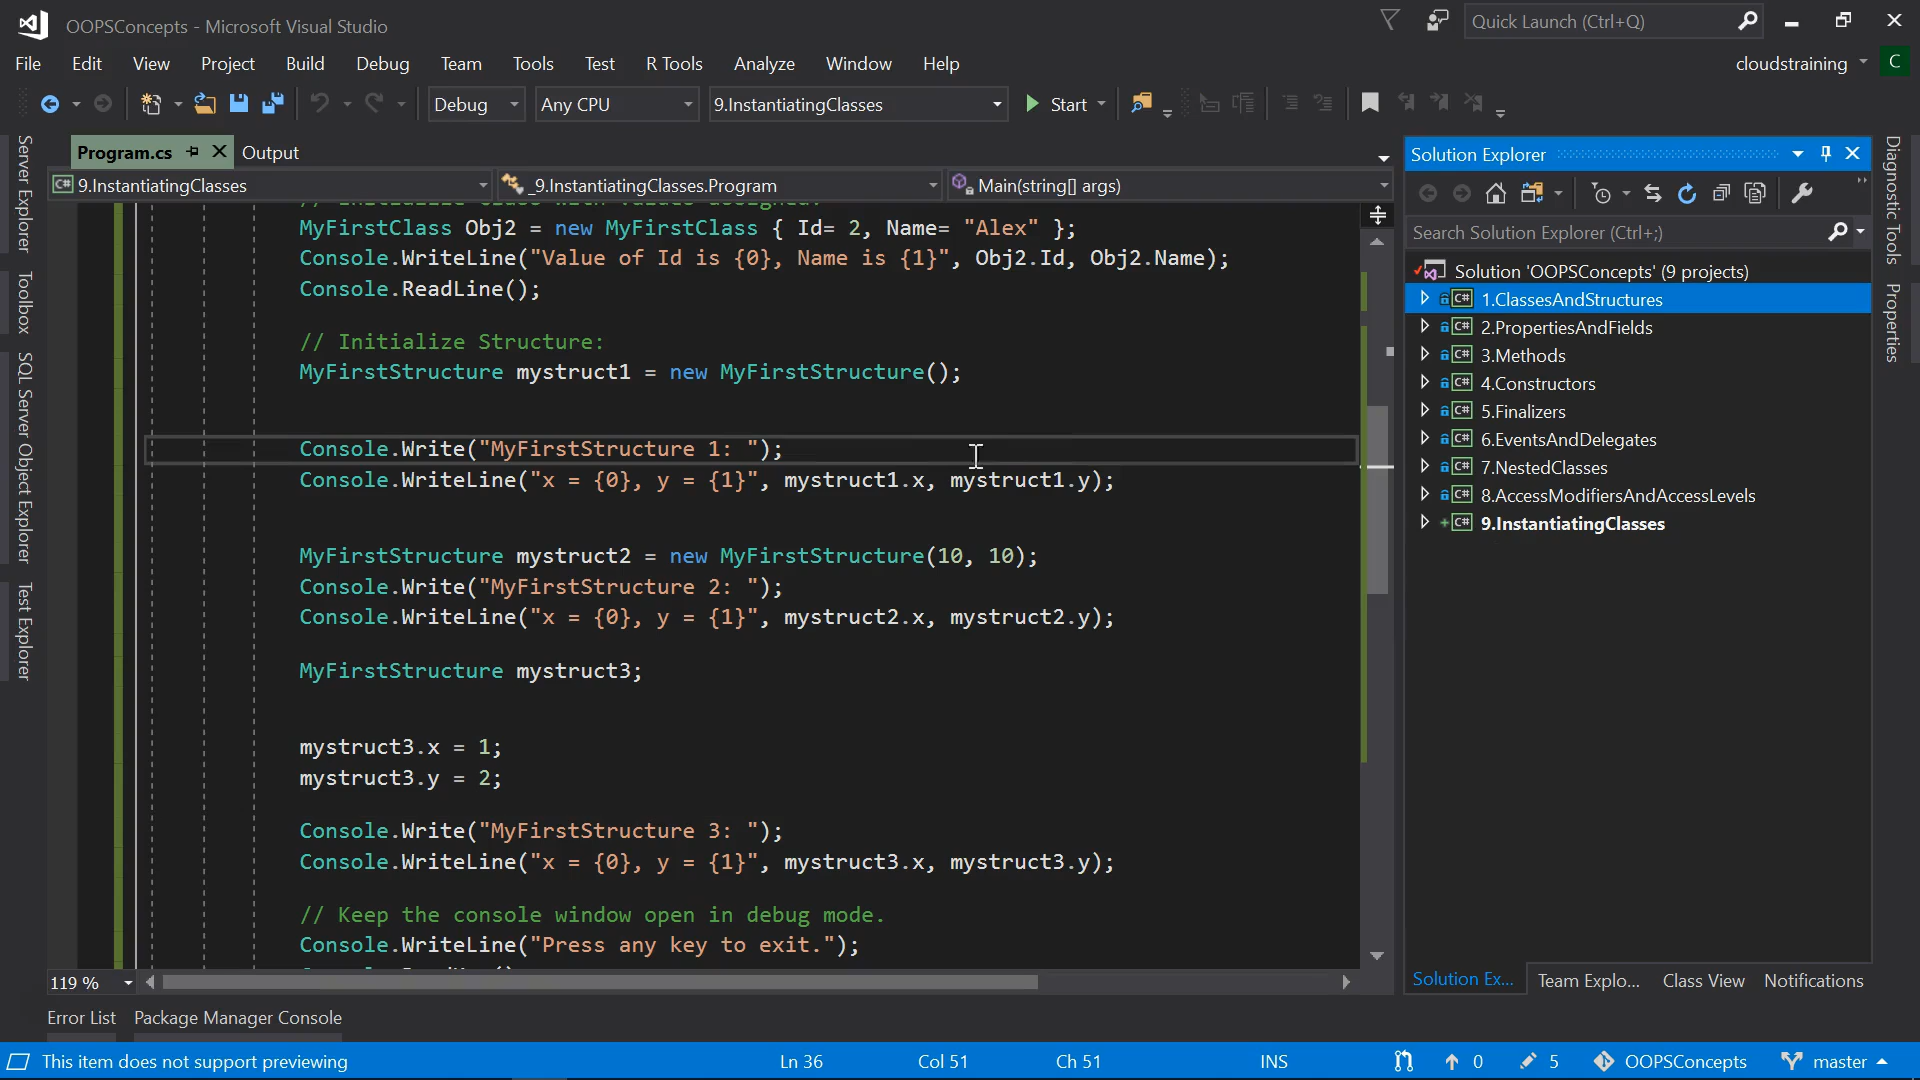 OOPSConcepts - Microsoft Visual Studio
Quick Launch (Ctrl+Q)
File Edit View Project Build Debug Team Tools Test R Tools Analyze Window Help
cloudstraining C
Debug Any CPU 9.InstantiatingClasses Start
Server Explorer
Toolbox
SQL Server Object Explorer
Test Explorer
Program.cs Output
C# 9.InstantiatingClasses _9.InstantiatingClasses.Program Main(string[] args)
MyFirstClass Obj2 = new MyFirstClass { Id= 2, Name= "Alex" };
Console.WriteLine("Value of Id is {0}, Name is {1}", Obj2.Id, Obj2.Name);
Console.ReadLine();
// Initialize Structure:
MyFirstStructure mystruct1 = new MyFirstStructure();
Console.Write("MyFirstStructure 1: ");
Console.WriteLine("x = {0}, y = {1}", mystruct1.x, mystruct1.y);
MyFirstStructure mystruct2 = new MyFirstStructure(10, 10);
Console.Write("MyFirstStructure 2: ");
Console.WriteLine("x = {0}, y = {1}", mystruct2.x, mystruct2.y);
MyFirstStructure mystruct3;
mystruct3.x = 1;
mystruct3.y = 2;
Console.Write("MyFirstStructure 3: ");
Console.WriteLine("x = {0}, y = {1}", mystruct3.x, mystruct3.y);
// Keep the console window open in debug mode.
Console.WriteLine("Press any key to exit.");
119 %
Solution Explorer
Search Solution Explorer (Ctrl+;)
Solution 'OOPSConcepts' (9 projects)
C# 1.ClassesAndStructures
C# 2.PropertiesAndFields
C# 3.Methods
C# 4.Constructors
C# 5.Finalizers
C# 6.EventsAndDelegates
C# 7.NestedClasses
C# 8.AccessModifiersAndAccessLevels
C# 9.InstantiatingClasses
Solution Ex... Team Explo... Class View Notifications
Diagnostic Tools
Properties
Error List Package Manager Console
This item does not support previewing Ln 36 Col 51 Ch 51 INS 0 5 OOPSConcepts master